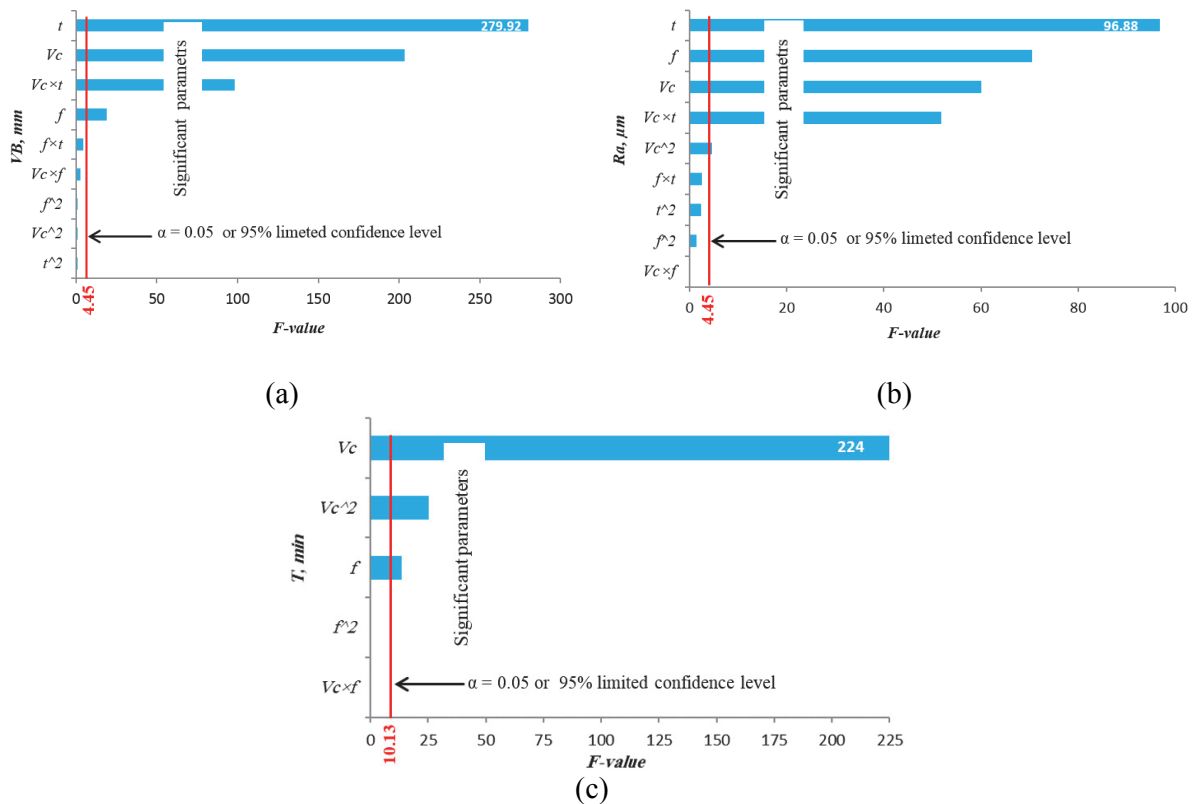 t
279.92
Vc
Vc×t
f
f×t
Vc×f
f^2
Vc^2
t^2
VB, mm
Significant parametrs
α = 0.05 or 95% limeted confidence level
0 50 100 150 200 250 300
4.45
F-value
(a)
t
96.88
f
Vc
Vc×t
Vc^2
f×t
t^2
f^2
Vc×f
Ra, μm
Significant parameters
α = 0.05 or 95% limeted confidence level
0 20 40 60 80 100
4.45
F-value
(b)
Vc
224
Vc^2
f
f^2
Vc×f
T, min
Significant parameters
α = 0.05 or 95% limited confidence level
0 25 50 75 100 125 150 175 200 225
10.13
F-value
(c)